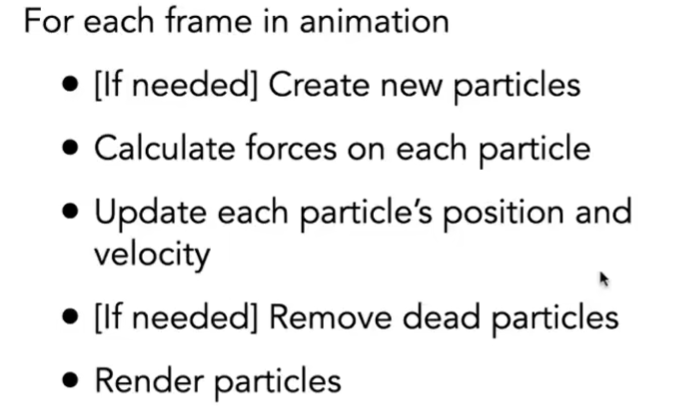 For each frame in animation
• [If needed] Create new particles
• Calculate forces on each particle
• Update each particle’s position and
velocity
• [If needed] Remove dead particles
• Render particles